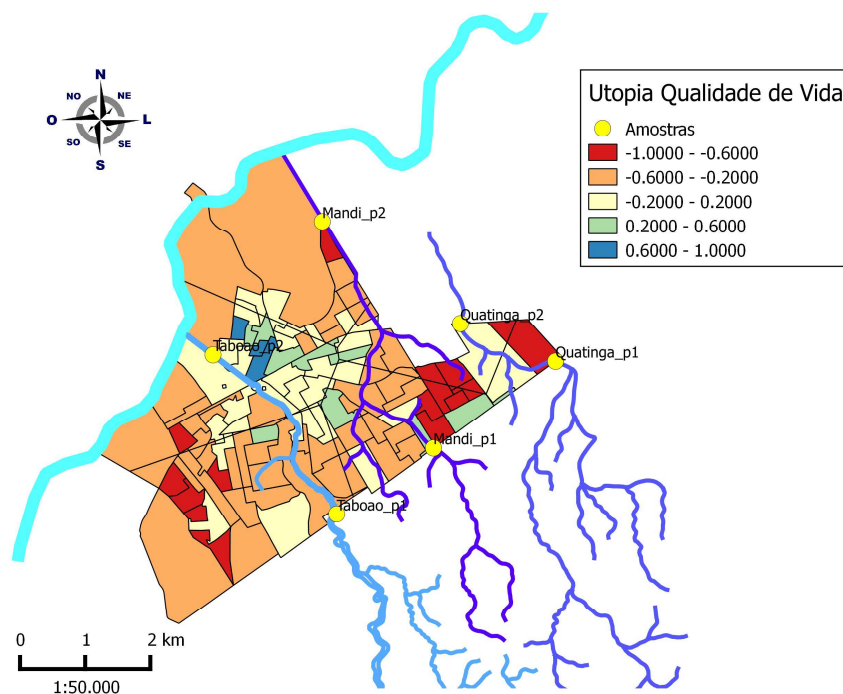 N
NO
NE
O
L
SO
SE
S
Utopia Qualidade de Vida
Amostras
-1.0000 - -0.6000
-0.6000 - -0.2000
-0.2000 - 0.2000
0.2000 - 0.6000
0.6000 - 1.0000
Mandi_p2
Quatinga_p2
Taboao_p2
Quatinga_p1
Mandi_p1
Taboao_p1
0 1 2 km
1:50.000